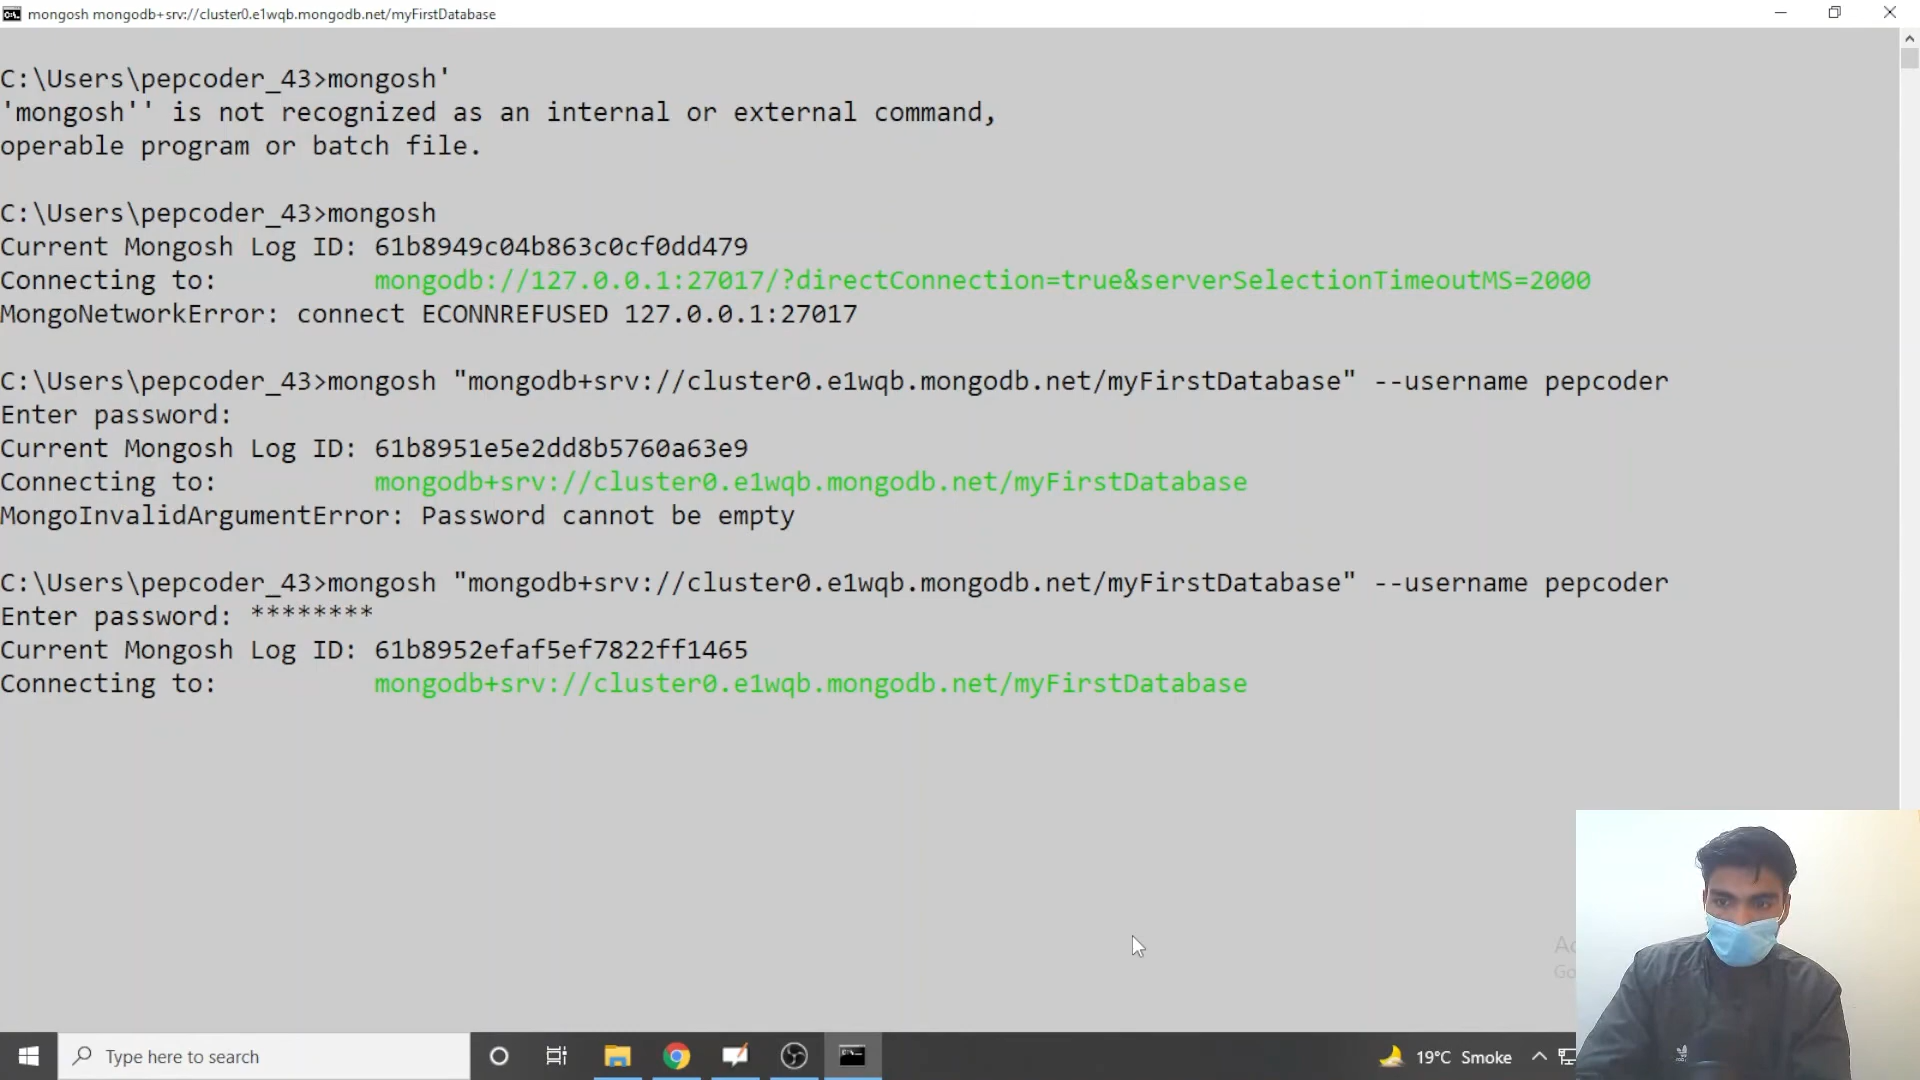 mongosh mongodb+srv://cluster0.e1wqb.mongodb.net/myFirstDatabase
C:\Users\pepcoder_43>mongosh'
'mongosh'' is not recognized as an internal or external command,
operable program or batch file.
C:\Users\pepcoder_43>mongosh
Current Mongosh Log ID: 61b8949c04b863c0cf0dd479
Connecting to: mongodb://127.0.0.1:27017/?directConnection=true&serverSelectionTimeoutMS=2000
MongoNetworkError: connect ECONNREFUSED 127.0.0.1:27017
C:\Users\pepcoder_43>mongosh "mongodb+srv://cluster0.e1wqb.mongodb.net/myFirstDatabase" --username pepcoder
Enter password:
Current Mongosh Log ID: 61b8951e5e2dd8b5760a63e9
Connecting to: mongodb+srv://cluster0.e1wqb.mongodb.net/myFirstDatabase
MongoInvalidArgumentError: Password cannot be empty
C:\Users\pepcoder_43>mongosh "mongodb+srv://cluster0.e1wqb.mongodb.net/myFirstDatabase" --username pepcoder
Enter password: ********
Current Mongosh Log ID: 61b8952efaf5ef7822ff1465
Connecting to: mongodb+srv://cluster0.e1wqb.mongodb.net/myFirstDatabase
Type here to search
19°C Smoke